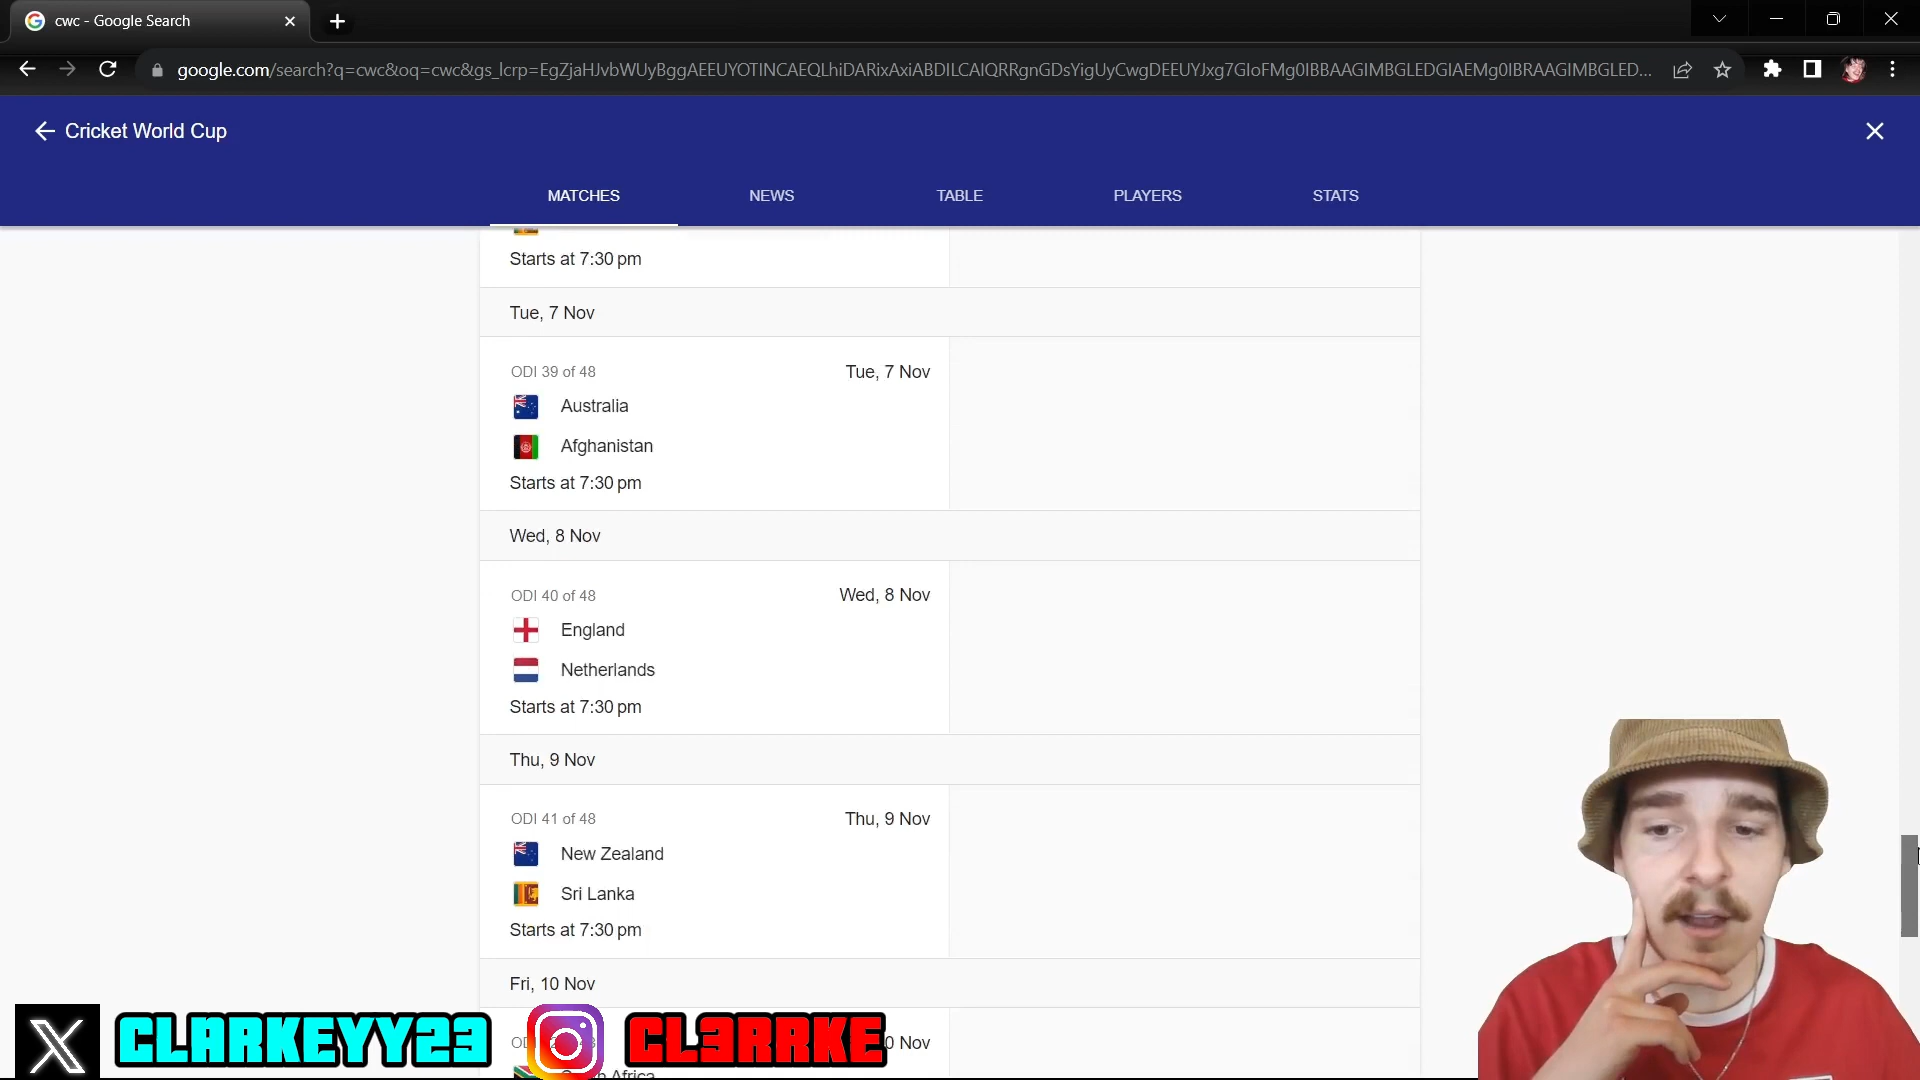 cwc - Google Search
google.com/search?q=cwc&oq=cwc&gs_lcrp=EgZjaHJvbWUyBggAEEUYOTINCAEQLhiDARixAxiABDILCAIQRRgnGDsYigUyCwgDEEUYJxg7GIoFMg0IBBAAGIMBGLEDGIAEMg0IBRAAGIMBGLED...
Cricket World Cup
MATCHES NEWS TABLE PLAYERS STATS
Starts at 7:30 pm
Tue, 7 Nov
ODI 39 of 48 Tue, 7 Nov
Australia
Afghanistan
Starts at 7:30 pm
Wed, 8 Nov
ODI 40 of 48 Wed, 8 Nov
England
Netherlands
Starts at 7:30 pm
Thu, 9 Nov
ODI 41 of 48 Thu, 9 Nov
New Zealand
Sri Lanka
Starts at 7:30 pm
Fri, 10 Nov
0 Nov
CLARKEYY23 CL3RRKE